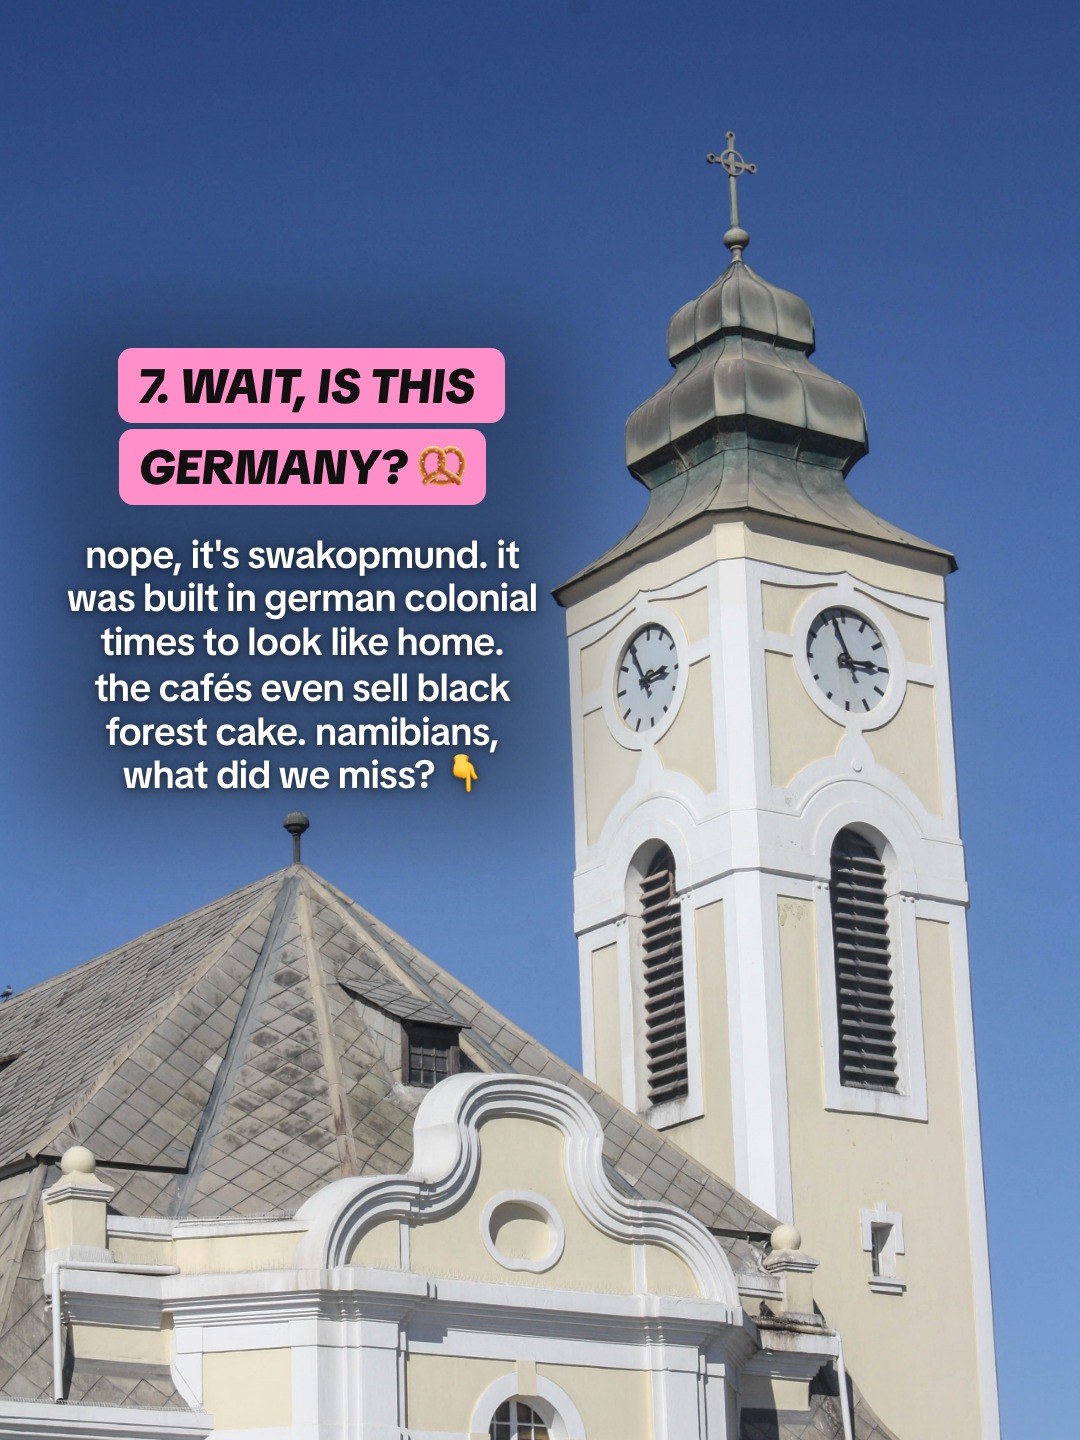 7. WAIT, IS THIS
GERMANY? 🥨
nope, it's swakopmund. it
was built in german colonial
times to look like home.
the cafés even sell black
forest cake. namibians,
what did we miss? 👇